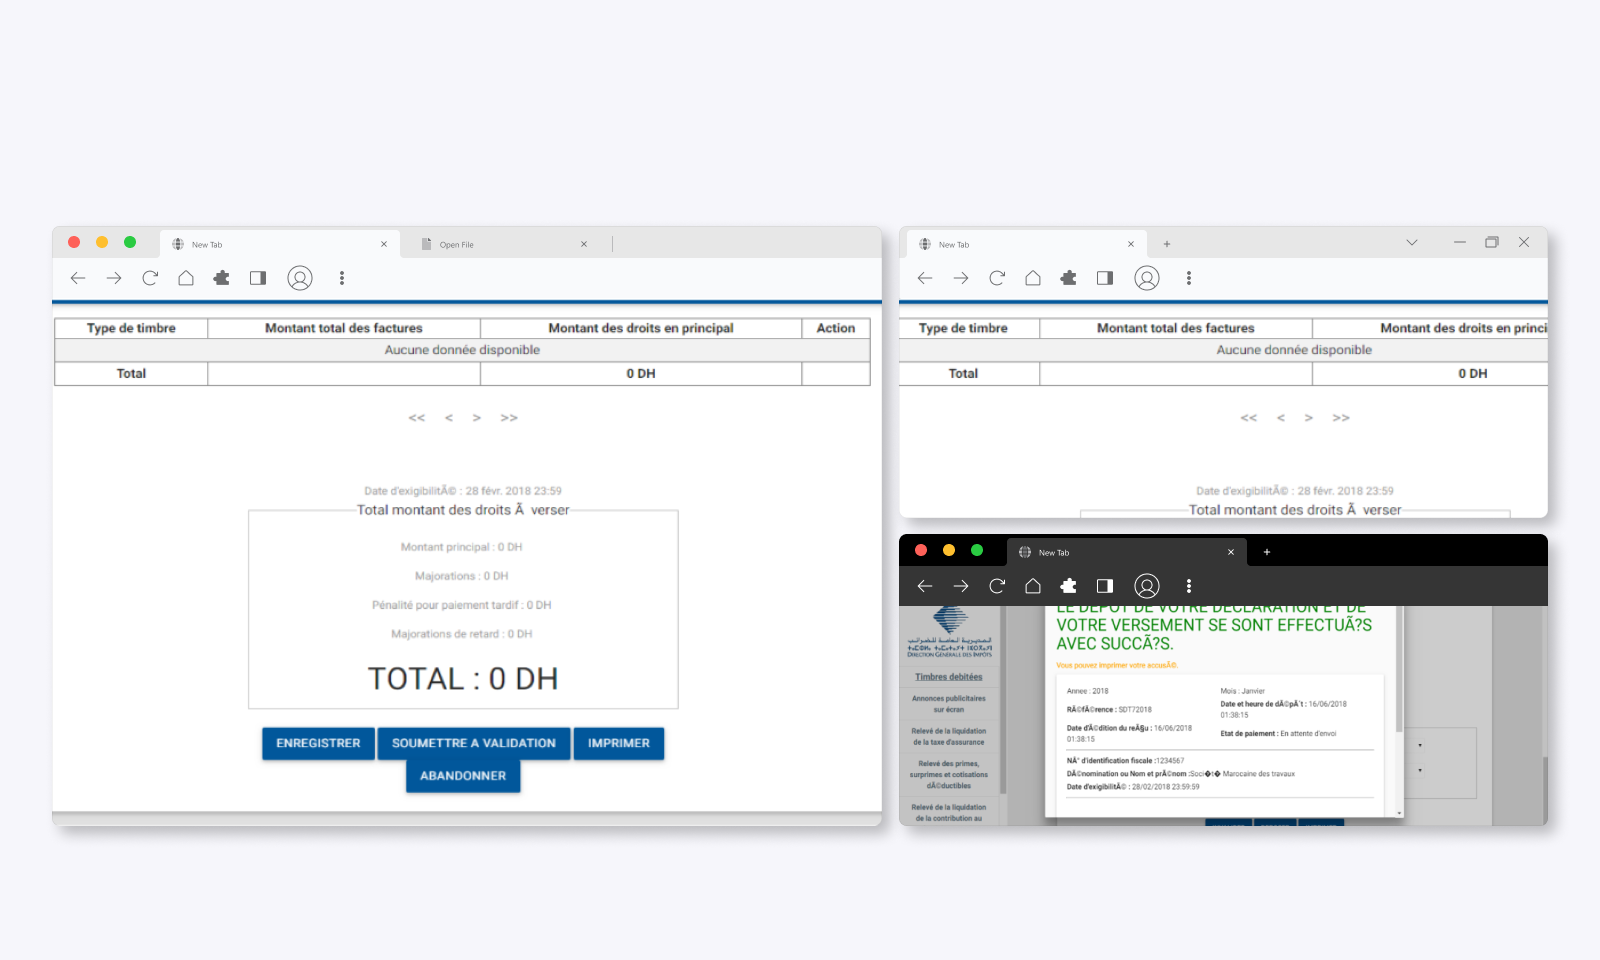 New Tab
Open File
Type de timbre Montant total des factures Montant des droits en principal Action
Aucune donnée disponible
Total 0 DH
<< < > >>
Date d'exigibilitÃ© : 28 févr. 2018 23:59
Total montant des droits Ã verser
Montant principal : 0 DH
Majorations : 0 DH
Pénalité pour paiement tardif : 0 DH
Majorations de retard : 0 DH
TOTAL : 0 DH
ENREGISTRER SOUMETTRE A VALIDATION IMPRIMER
ABANDONNER
New Tab
Type de timbre Montant total des factures Montant des droits en princi
Aucune donnée disponible
Total 0 DH
<< < > >>
Date d'exigibilitÃ© : 28 févr. 2018 23:59
Total montant des droits Ã verser
New Tab
المديرية العامة للضرائب
DIRECTION GÉNÉRALE DES IMPÔTS
Timbres debitées
Annonces publicitaires
sur écran
Relevé de la liquidation
de la taxe d'assurance
Relevé des primes,
surprimes et cotisations
dÃ©ductibles
Relevé de la liquidation
de la contribution au
LE DEPOT DE VOTRE DECLARATION ET DE
VOTRE VERSEMENT SE SONT EFFECTUÃ?S
AVEC SUCCÃ?S.
Vous pouvez imprimer votre accusÃ©.
Annee : 2018
Mois : Janvier
RÃ©fÃ©rence : SDT72018
Date et heure de dÃ©pÃ´t : 16/06/2018
01:38:15
Date d'Ã©dition du reÃ§u : 16/06/2018
01:38:15
Etat de paiement : En attente d'envoi
NÂ° d'identification fiscale :1234567
DÃ©nomination ou Nom et prÃ©nom :Soci�t� Marocaine des travaux
Date d'exigibilitÃ© : 28/02/2018 23:59:59